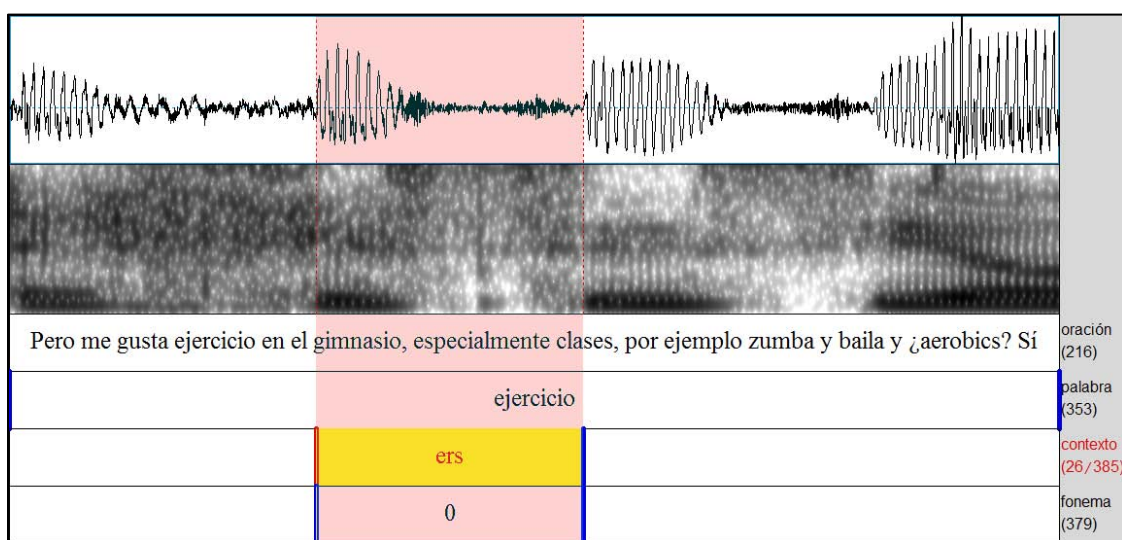 Pero me gusta ejercicio en el gimnasio, especialmente clases, por ejemplo zumba y baila y ¿aerobics? Sí
oración
(216)
ejercicio
palabra
(353)
ers
contexto
(26/385)
0
fonema
(379)